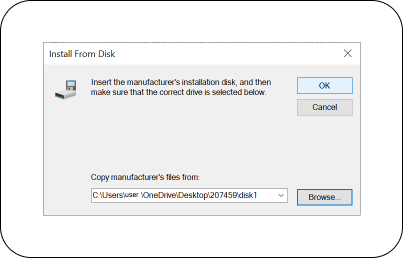 Install From Disk
Insert the manufacturer's installation disk, and then
make sure that the correct drive is selected below.
OK
Cancel
Copy manufacturer's files from:
C:\Users\user \OneDrive\Desktop\207459\disk1
Browse...